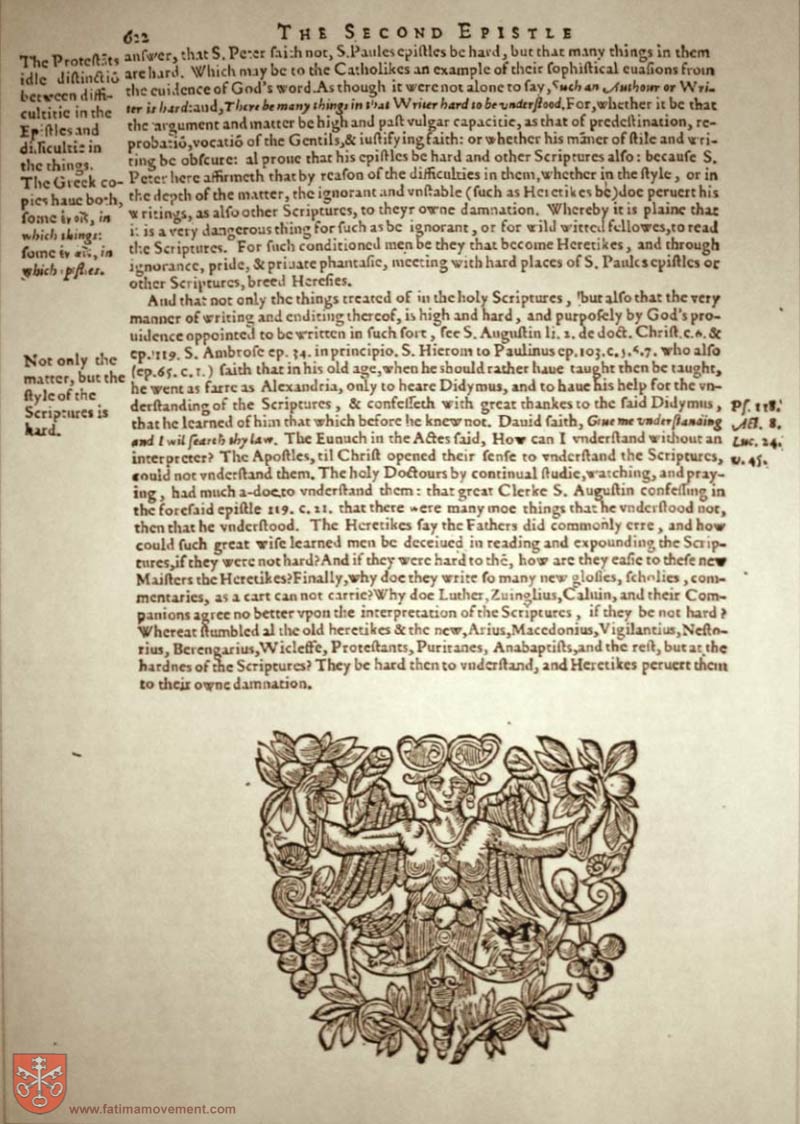 622 THE SECOND EPISTLE
The Protestãts
idle distinctiõ
between diffi-
cultitie in the
Epistles and
difficultie in
the things.
The Greek co-
pies haue both,
some ἐν οἷς, in
which things:
some ἐν αἷς, in
which epistles.
answer, that S. Peter saith not, S. Paules epistles be hard, but that many things in them
are hard. Which may be to the Catholikes an example of their sophistical euasions from
the euidence of God's word. As though it were not alone to say, Such an Authour or Wri-
ter is hard: and, There be many things in that Writer hard to be vnderstood. For, whether it be that
the argument and matter be high and past vulgar capacitie, as that of predestination, re-
probatiõ, vocatiõ of the Gentils, & iustifying faith: or whether his mãner of stile and wri-
ting be obscure: al proue that his epistles be hard and other Scriptures also: because S.
Peter here affirmeth that by reason of the difficulties in them, whether in the style, or in
the depth of the matter, the ignorant and vnstable (such as Heretikes be) doe peruert his
writings, as also other Scriptures, to theyr owne damnation. Whereby it is plaine that
it is a very dangerous thing for such as be ignorant, or for wild witted fellowes, to read
the Scriptures. For such conditioned men be they that become Heretikes, and through
ignorance, pride, & priuate phantasie, meeting with hard places of S. Paules epistles or
other Scriptures, breed Heresies.
And that not only the things treated of in the holy Scriptures, but also that the very
manner of writing and enditing thereof, is high and hard, and purposely by God's pro-
uidence oppointed to be written in such sort, see S. Augustin li. 2. de doct. Christ. c. 6. &
ep. 119. S. Ambrose ep. 34. in principio. S. Hierom to Paulinus ep. 103. c. 5. 6. 7. who also
(ep. 65. c. 1.) saith that in his old age, when he should rather haue taught then be taught,
he went as farre as Alexandria, only to heare Didymus, and to haue his help for the vn-
derstanding of the Scriptures, & confesseth with great thankes to the said Didymus,
that he learned of him that which before he knew not. Dauid saith, Giue me vnderstanding
and I wil search thy law. The Eunuch in the Actes said, How can I vnderstand without an
interpreter? The Apostles, til Christ opened their sense to vnderstand the Scriptures,
could not vnderstand them. The holy Doctours by continual studie, watching, and pray-
ing, had much a-doe to vnderstand them: that great Clerke S. Augustin confessing in
the foresaid epistle 119. c. 21. that there were many moe things that he vnderstood not,
then that he vnderstood. The Heretikes say the Fathers did commonly erre, and how
could such great wise learned men be deceiued in reading and expounding the Scrip-
tures, if they were not hard? And if they were hard to thẽ, how are they easie to these new
Maisters the Heretikes? Finally, why doe they write so many new glosses, scholies, com-
mentaries, as a cart can not carrie? Why doe Luther, Zuinglius, Caluin, and their Com-
panions agree no better vpon the interpretation of the Scriptures, if they be not hard?
Whereat stumbled al the old heretikes & the new, Arius, Macedonius, Vigilantius, Nesto-
rius, Berengarius, Wicleffe, Protestants, Puritanes, Anabaptists, and the rest, but at the
hardnes of the Scriptures? They be hard then to vnderstand, and Heretikes peruert them
to their owne damnation.
Not only the
matter, but the
style of the
Scriptures is
hard.
Ps. 118.
Act. 8.
Luc. 24.
v. 45.
www.fatimamovement.com